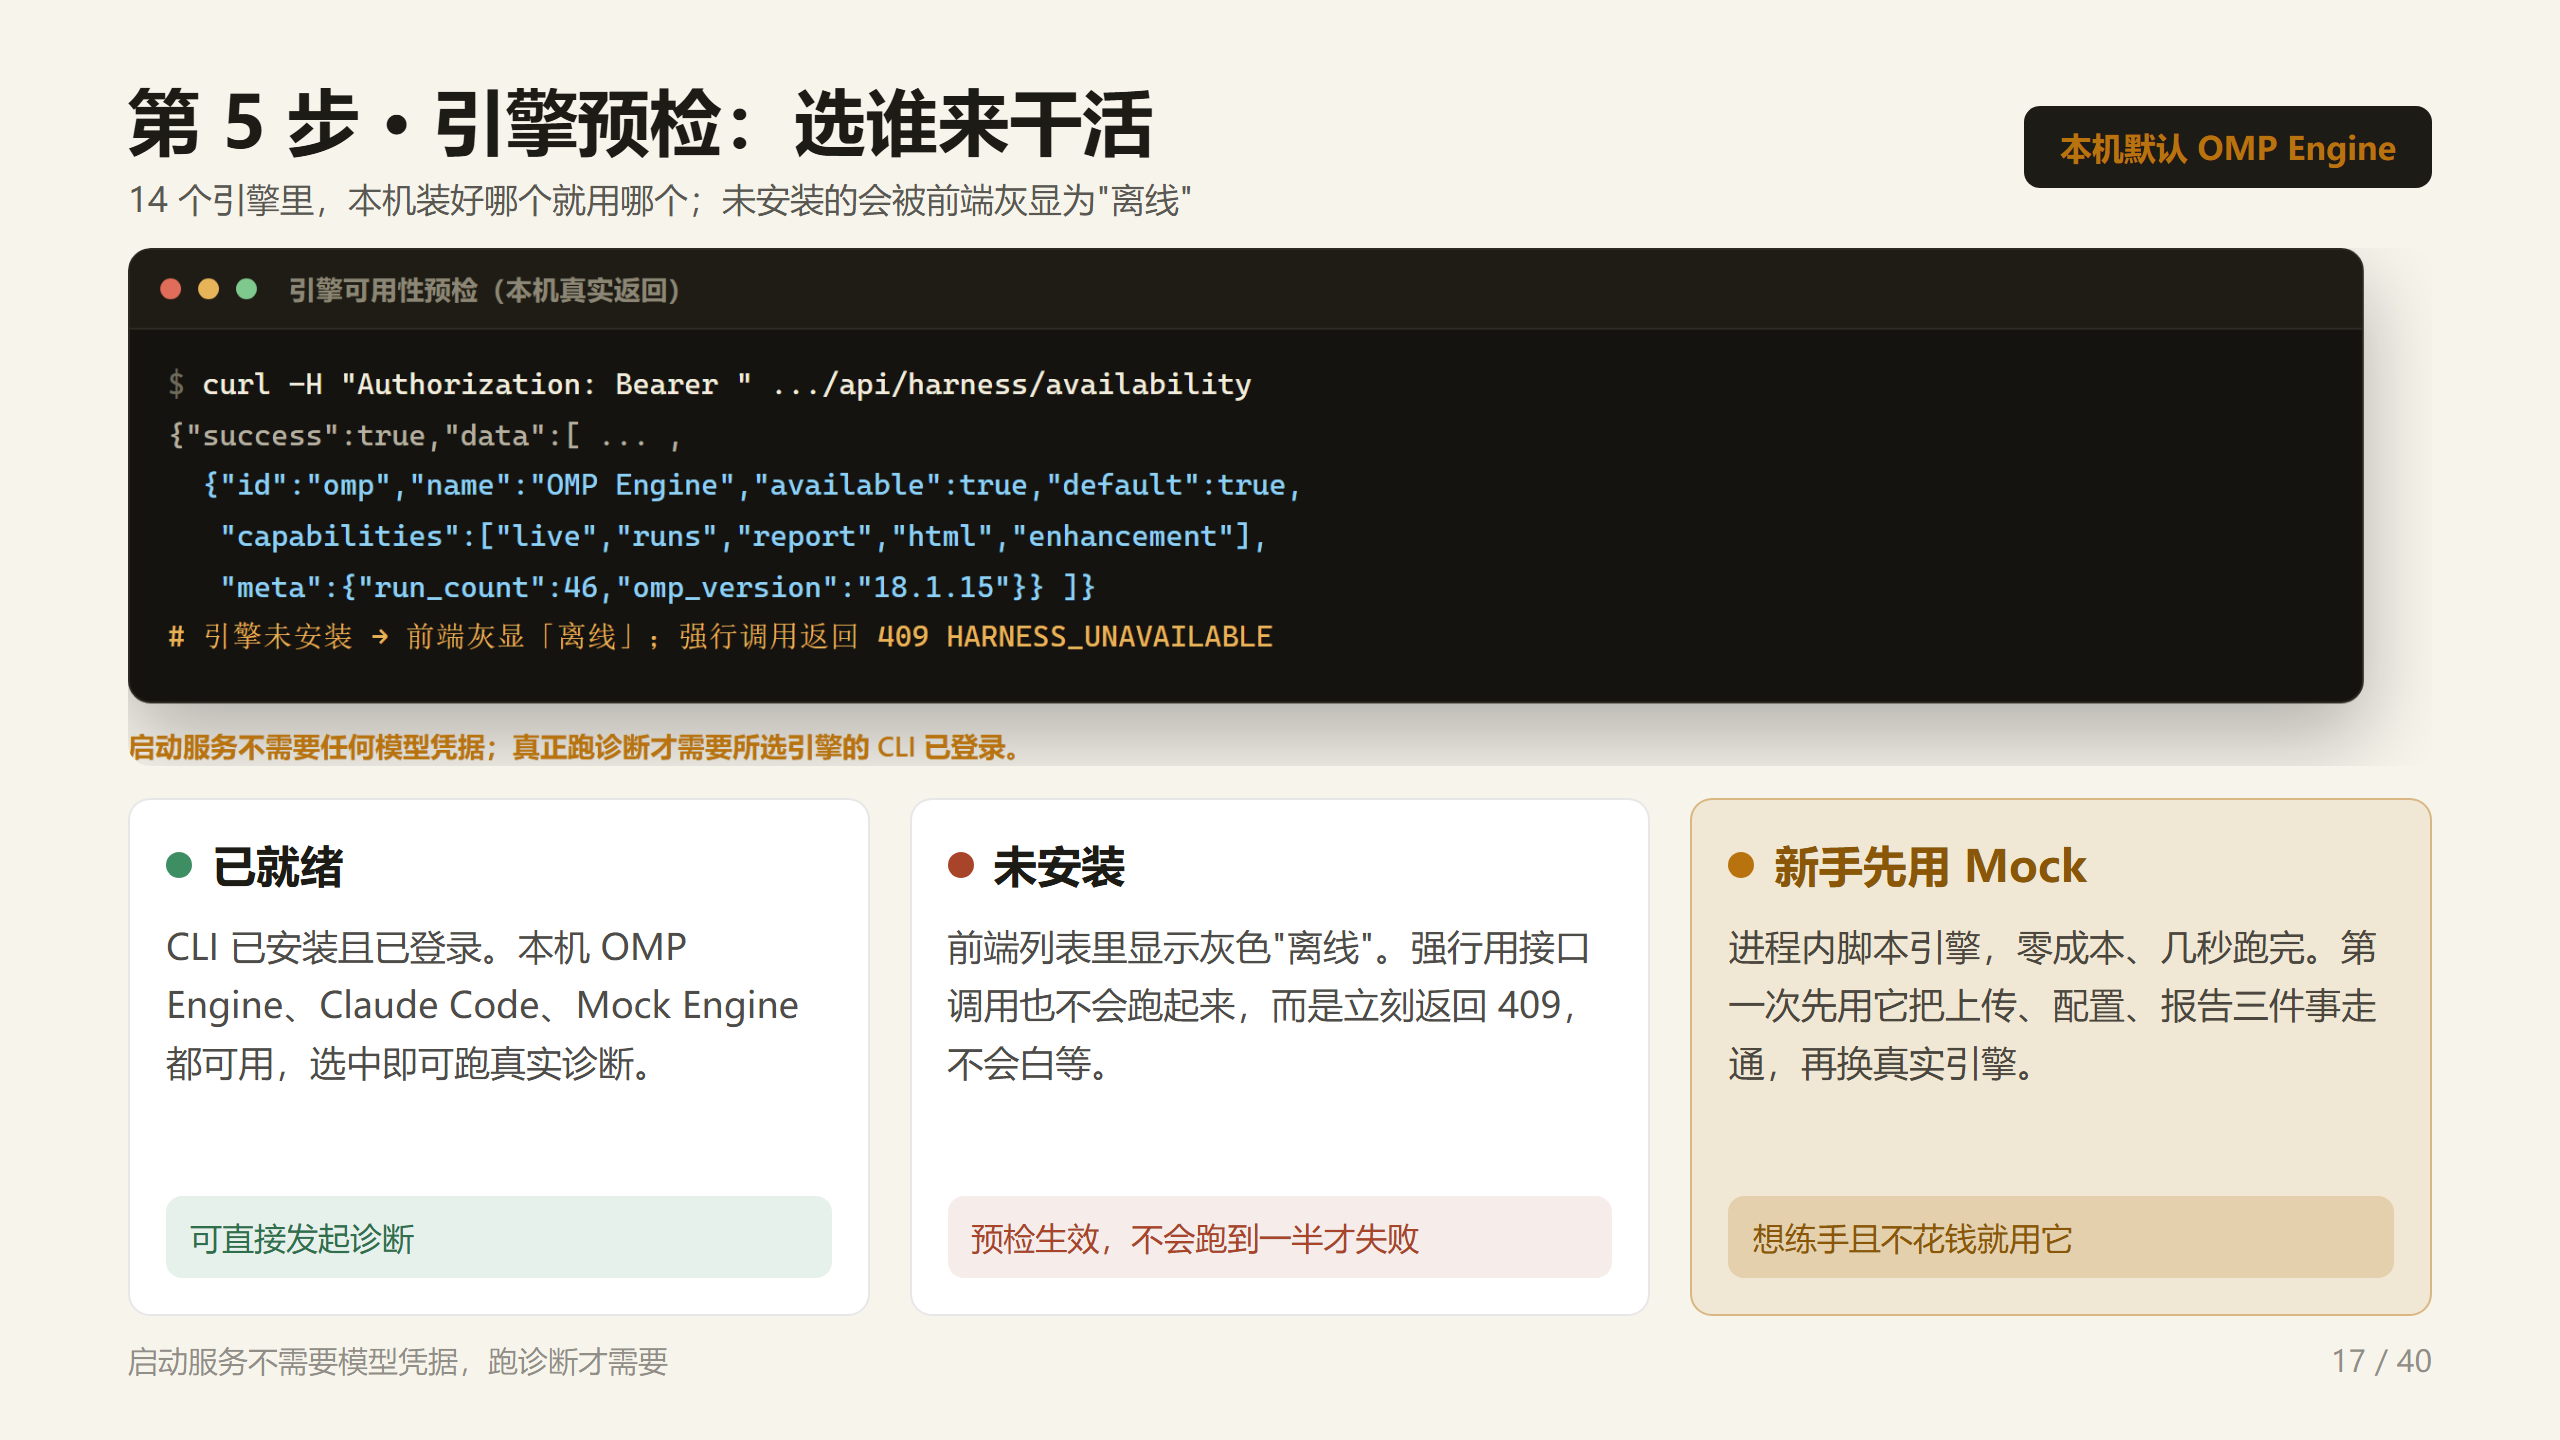 第 5 步 · 引擎预检：选谁来干活
14 个引擎里，本机装好哪个就用哪个；未安装的会被前端灰显为"离线"
本机默认 OMP Engine
引擎可用性预检（本机真实返回）
$ curl -H "Authorization: Bearer " .../api/harness/availability
{"success":true,"data":[ ... ,
{"id":"omp","name":"OMP Engine","available":true,"default":true,
"capabilities":["live","runs","report","html","enhancement"],
"meta":{"run_count":46,"omp_version":"18.1.15"}} ]}
# 引擎未安装 → 前端灰显「离线」；强行调用返回 409 HARNESS_UNAVAILABLE
启动服务不需要任何模型凭据；真正跑诊断才需要所选引擎的 CLI 已登录。
已就绪
CLI 已安装且已登录。本机 OMP
Engine、Claude Code、Mock Engine
都可用，选中即可跑真实诊断。
可直接发起诊断
未安装
前端列表里显示灰色"离线"。强行用接口
调用也不会跑起来，而是立刻返回 409，
不会白等。
预检生效，不会跑到一半才失败
新手先用 Mock
进程内脚本引擎，零成本、几秒跑完。第
一次先用它把上传、配置、报告三件事走
通，再换真实引擎。
想练手且不花钱就用它
启动服务不需要模型凭据，跑诊断才需要
17 / 40